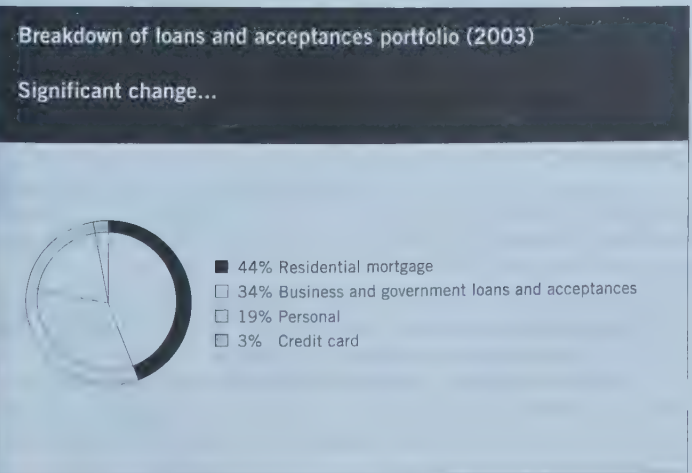 Breakdown of loans and acceptances portfolio (2003)
Significant change...
44% Residential mortgage
34% Business and government loans and acceptances
19% Personal
3% Credit card